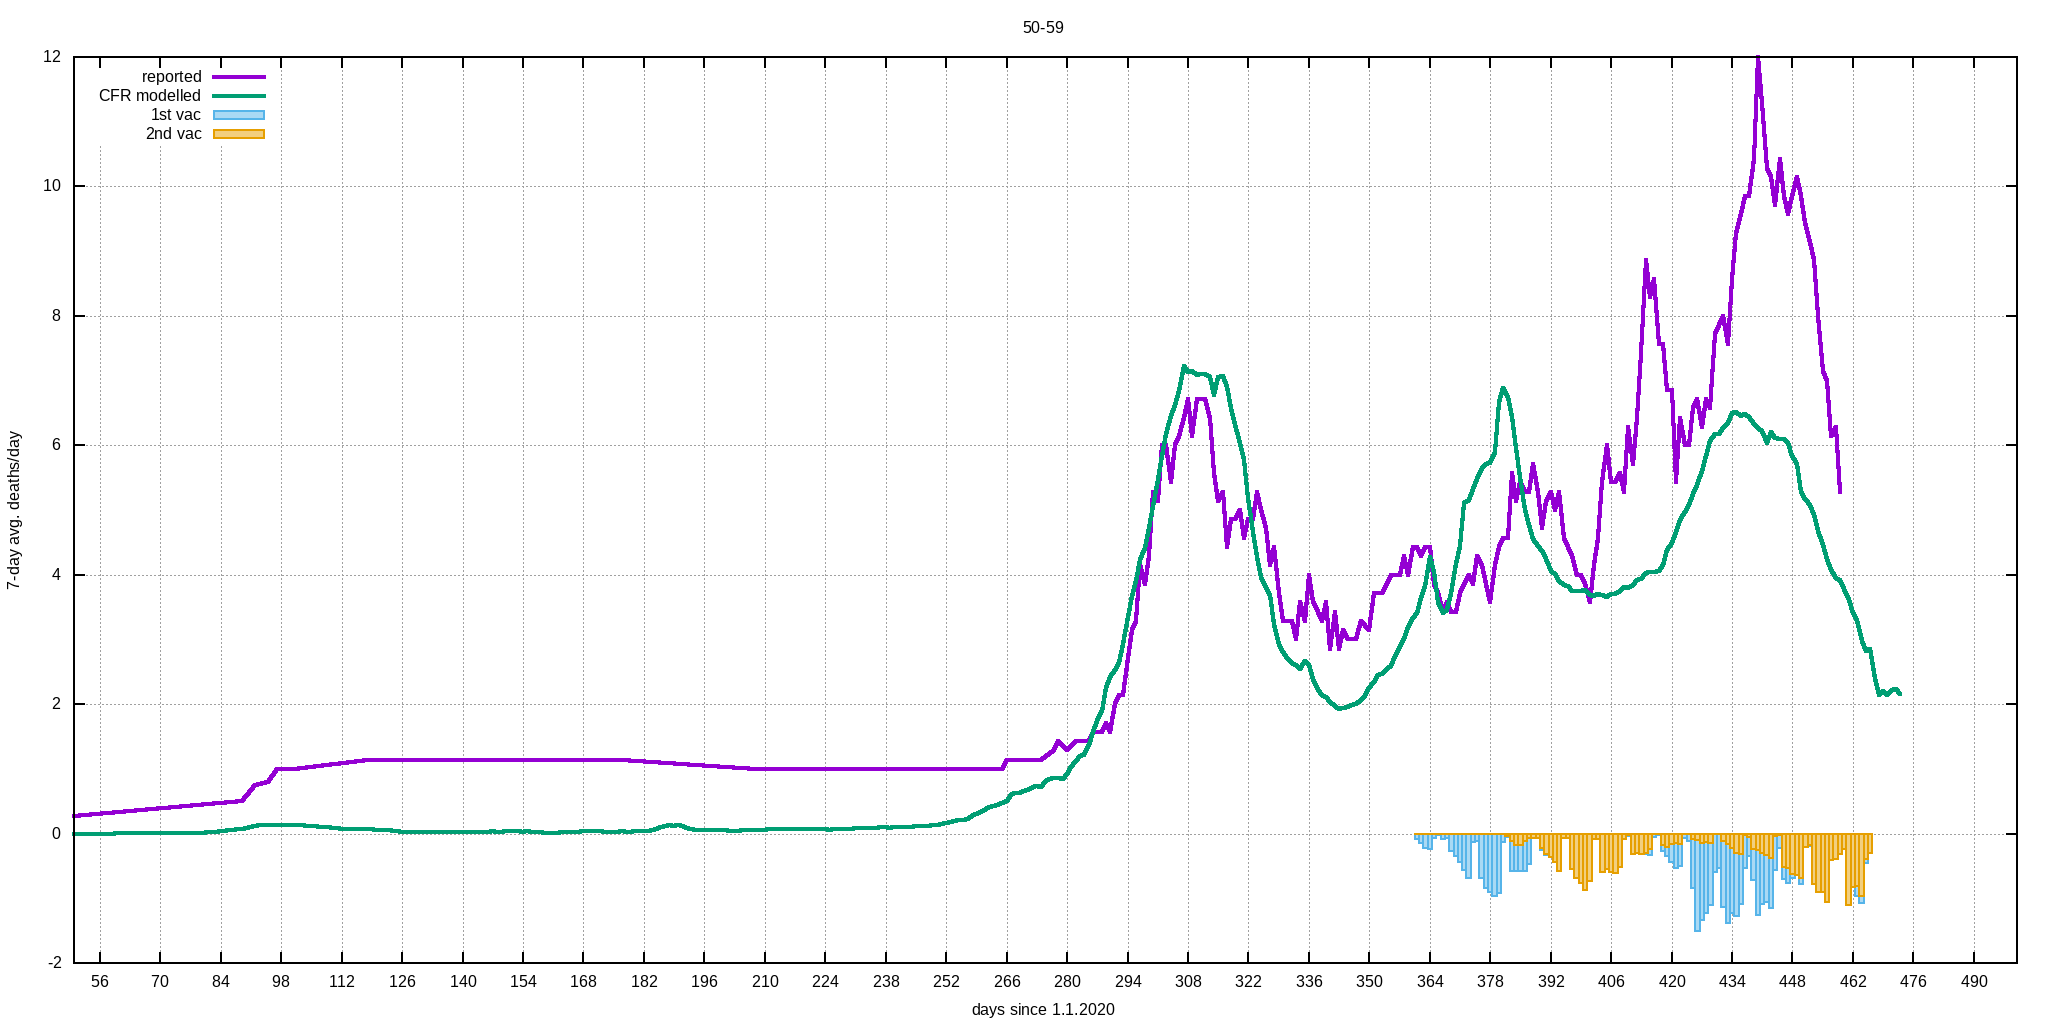 50-59
reported
CFR modelled
1st vac
2nd vac
7-day avg. deaths/day
12
10
8
6
4
2
0
-2
56 70 84 98 112 126 140 154 168 182 196 210 224 238 252 266 280 294 308 322 336 350 364 378 392 406 420 434 448 462 476 490
days since 1.1.2020